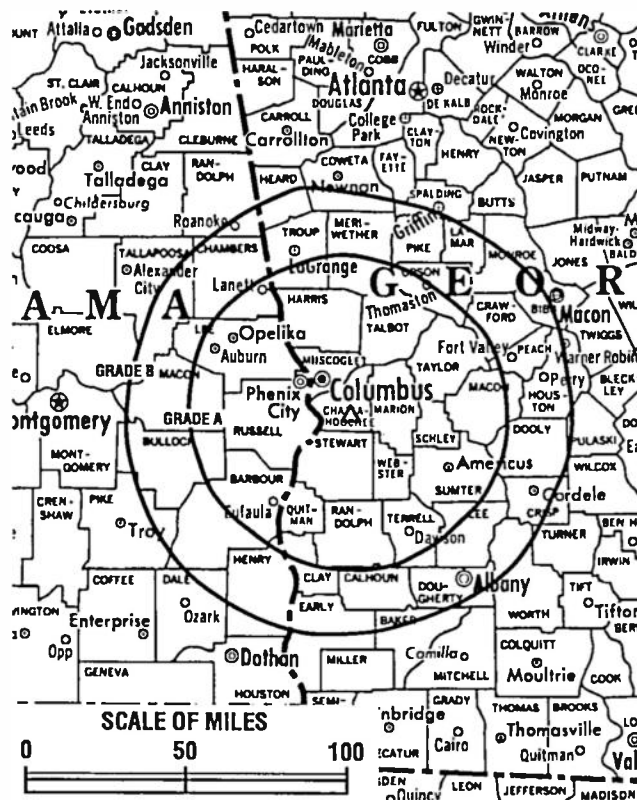 Gadsden
Attalla
Cedartown
Marietta
FULTON
GWIN-
NETT
BARROW
Winder
CLARKE
OCO-
NEE
POLK
Mableton
COBB
Jacksonville
HARAL-
SON
PAUL-
DING
Atlanta
Decatur
WALTON
Monroe
ST. CLAIR
CALHOUN
DOUGLAS
DE KALB
W. End
Anniston
Anniston
College
Park
ROCK-
DALE
MORGAN
Leeds
CARROLL
Carrollton
CLAY-
TON
NEW-
TON
Covington
TALLADEGA
CLEBURNE
FAY-
ETTE
HENRY
CLAY
RAN-
DOLPH
HEARD
COWETA
Newnan
JASPER
PUTNAM
Talladega
Childersburg
SPALDING
Griffin
BUTTS
Roanoke
TROUP
MERI-
WETHER
PIKE
LA-
MAR
MONROE
JONES
Midway-
Hardwick
COOSA
TALLAPOOSA
CHAMBERS
Alexander
City
LaGrange
Lanett
A M A
G E O R
UPSON
Thomaston
HARRIS
TALBOT
CRAW-
FORD
BIBB
Macon
ELMORE
LEE
Opelika
Auburn
TWIGGS
TAYLOR
Fort Valley
PEACH
Warner Robin
GRADE B
MACON
MUSCOGEE
Phenix
City
Columbus
MACON
Perry
HOUS-
TON
BLECK-
LEY
GRADE A
CHATTA-
HOOCHEE
MARION
RUSSELL
STEWART
SCHLEY
DOOLY
PULASKI
BULLOCK
MONT-
GOMERY
WEB-
STER
Americus
SUMTER
WILCOX
BARBOUR
Eufaula
CREN-
SHAW
PIKE
Troy
QUIT-
MAN
RAN-
DOLPH
TERRELL
Dawson
LEE
Cordele
CRISP
HENRY
TURNER
BEN H
IRWIN
COFFEE
DALE
CLAY
CALHOUN
DOU-
GHERTY
Albany
EARLY
Ozark
Enterprise
BAKER
WORTH
TIFT
Tifton
Opp
COLQUITT
Moultrie
Dothan
MILLER
Camilla
MITCHELL
COOK
GENEVA
HOUSTON
SEMI-
GRADY
Cairo
THOMAS
Thomasville
BROOKS
Quitman
SCALE OF MILES
0 50 100
nbridge
ECATUR
Quincy
LEON
JEFFERSON
MADISON